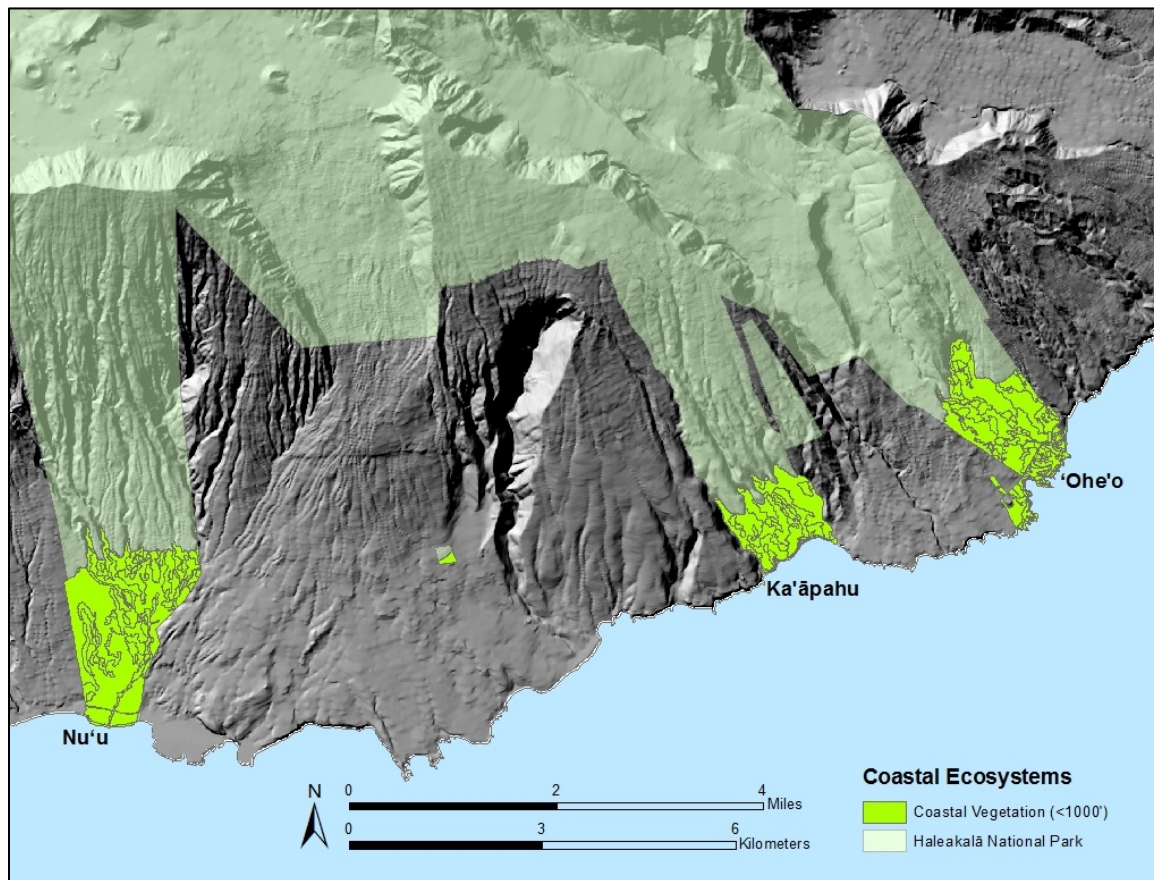 'Ohe'o
Ka'āpahu
Nu'u
N
0 2 4
Miles
0 3 6
Kilometers
Coastal Ecosystems
Coastal Vegetation (<1000')
Haleakalā National Park